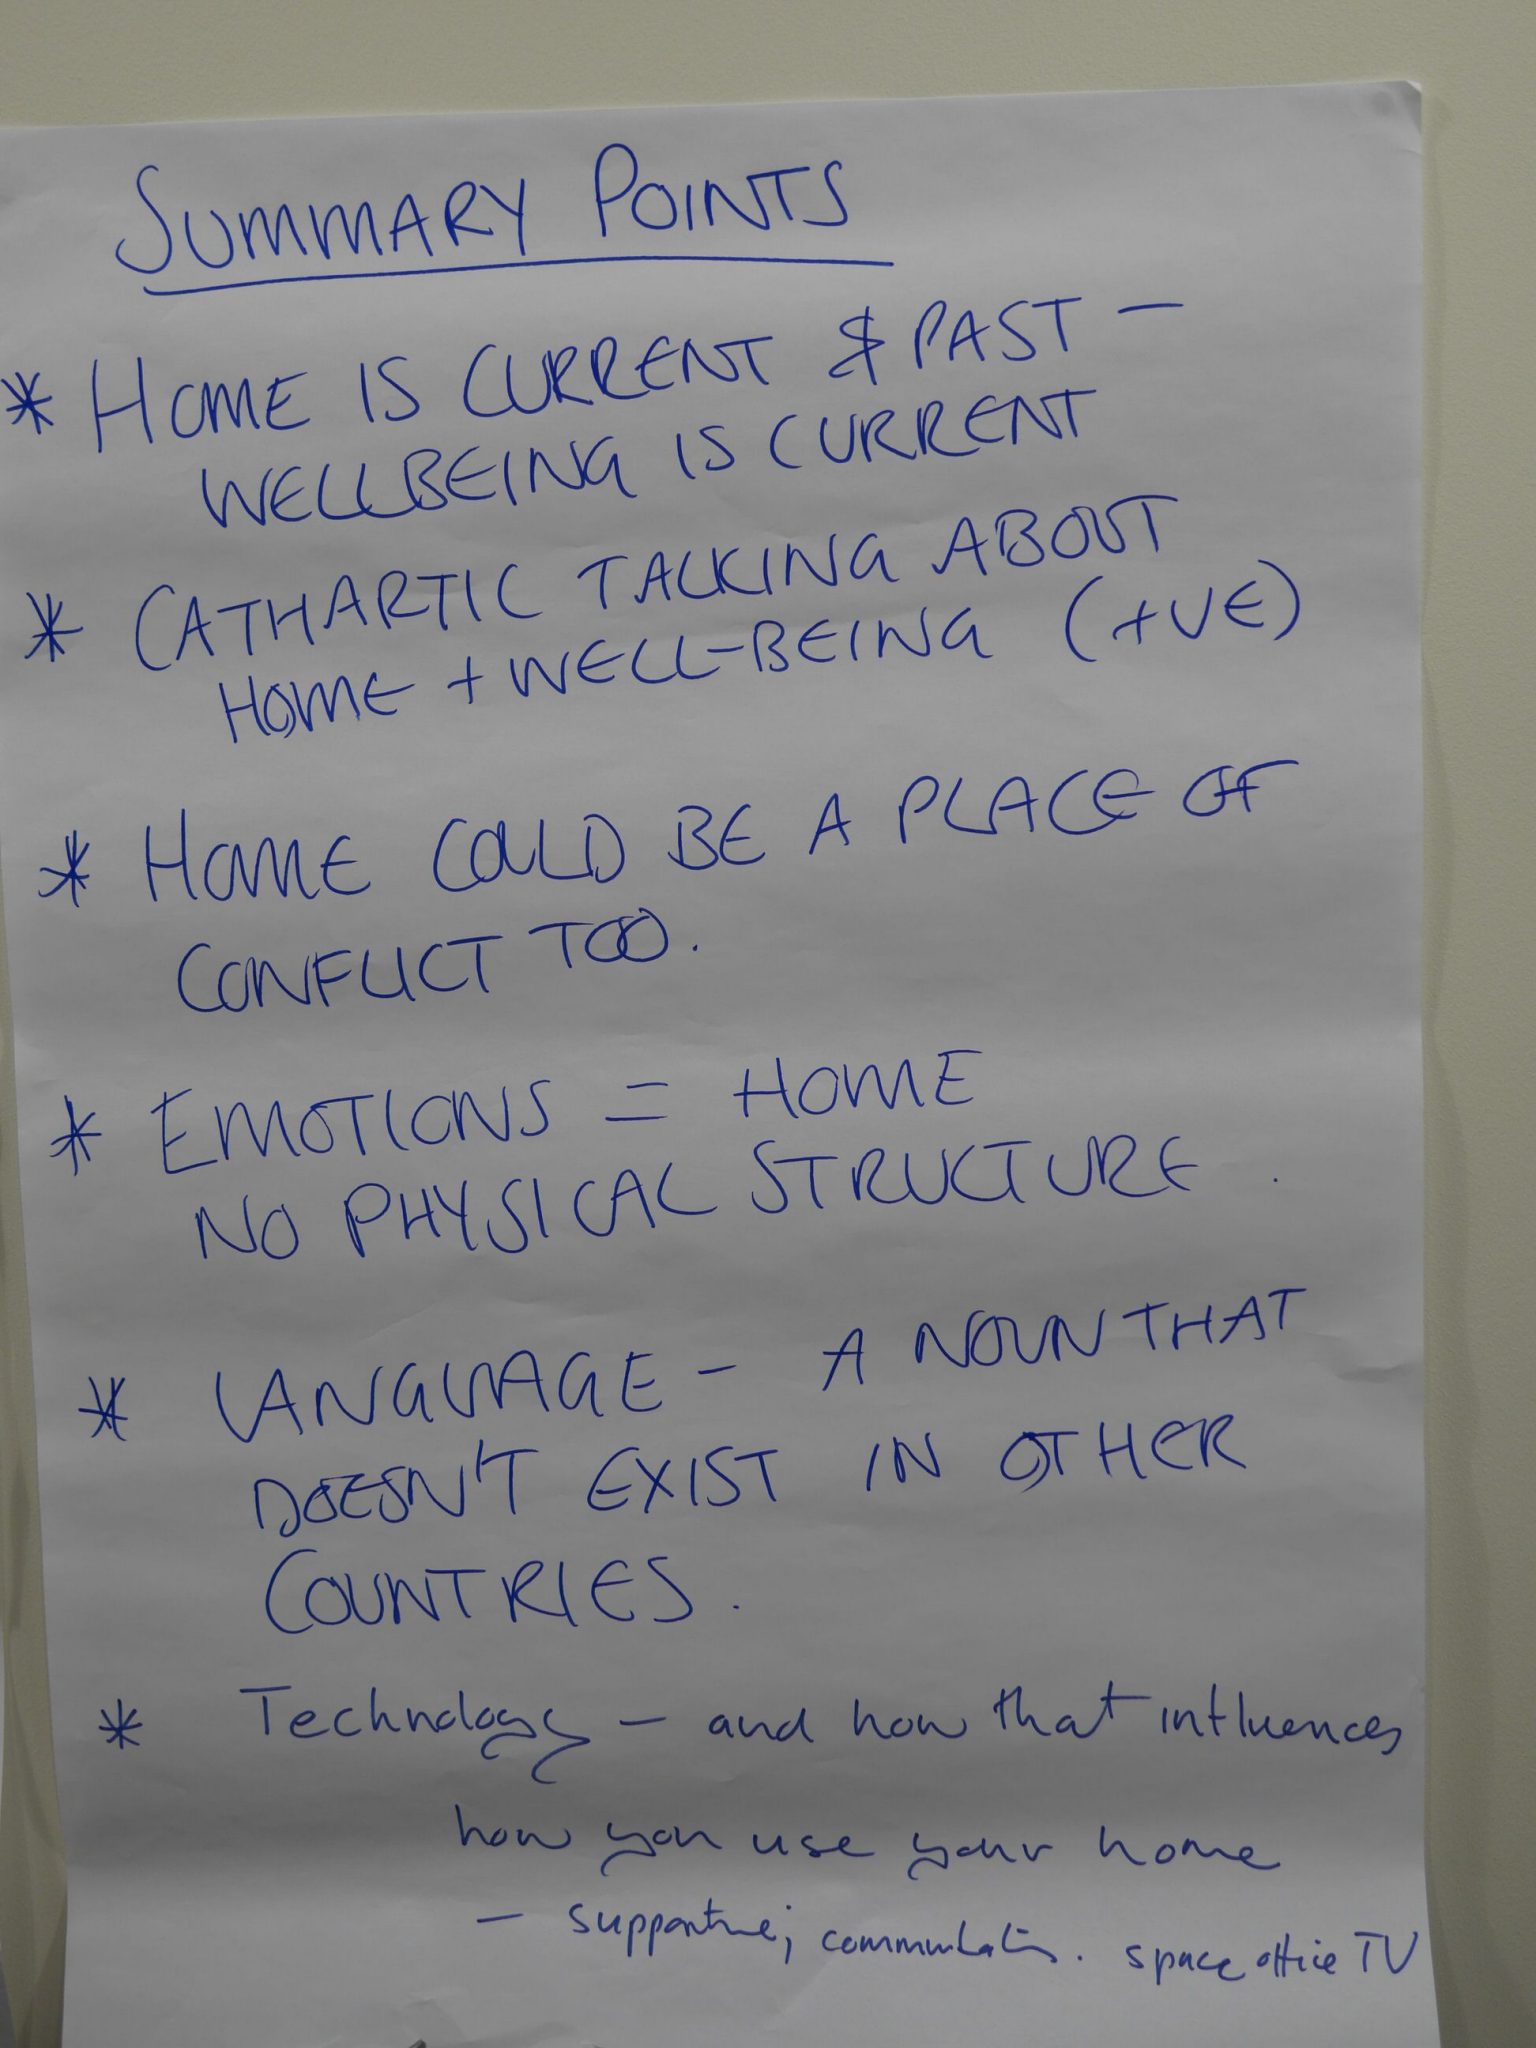 SUMMARY POINTS
* HOME IS CURRENT & PAST -
WELLBEING IS CURRENT
* CATHARTIC TALKING ABOUT
HOME + WELL-BEING (+VE)
* HOME COULD BE A PLACE OF
CONFLICT TOO.
* EMOTIONS = HOME
NO PHYSICAL STRUCTURE.
* LANGUAGE - A NOUN THAT
DOESN'T EXIST IN OTHER
COUNTRIES.
* Technology - and how that influences
how you use your home
- supportive; space office TV